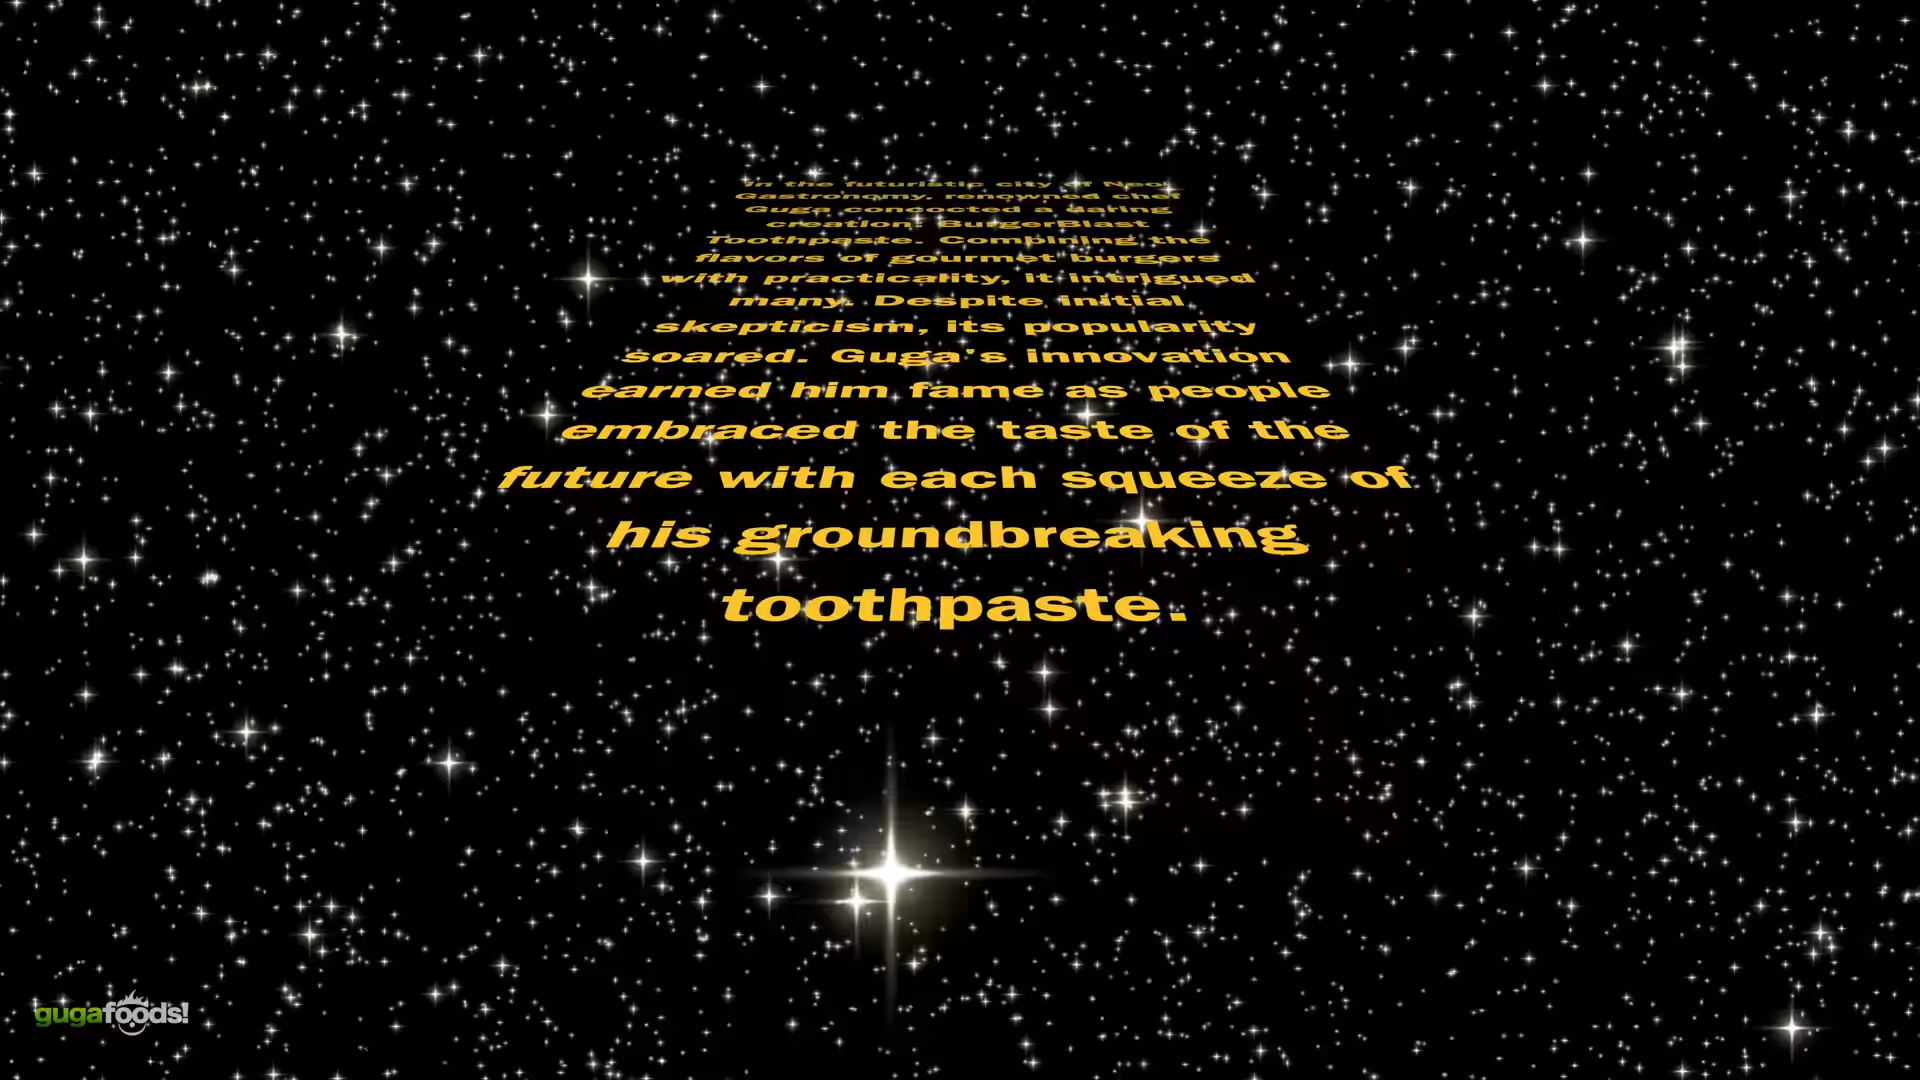 In the futuristic city of Neo
Gastronomy, renowned chef
Guga concocted a daring
creation: BurgerBlast
Toothpaste. Combining the
flavors of gourmet burgers
with practicality, it intrigued
many. Despite initial
skepticism, its popularity
soared. Guga's innovation
earned him fame as people
embraced the taste of the
future with each squeeze of
his groundbreaking
toothpaste.
gugafoods!